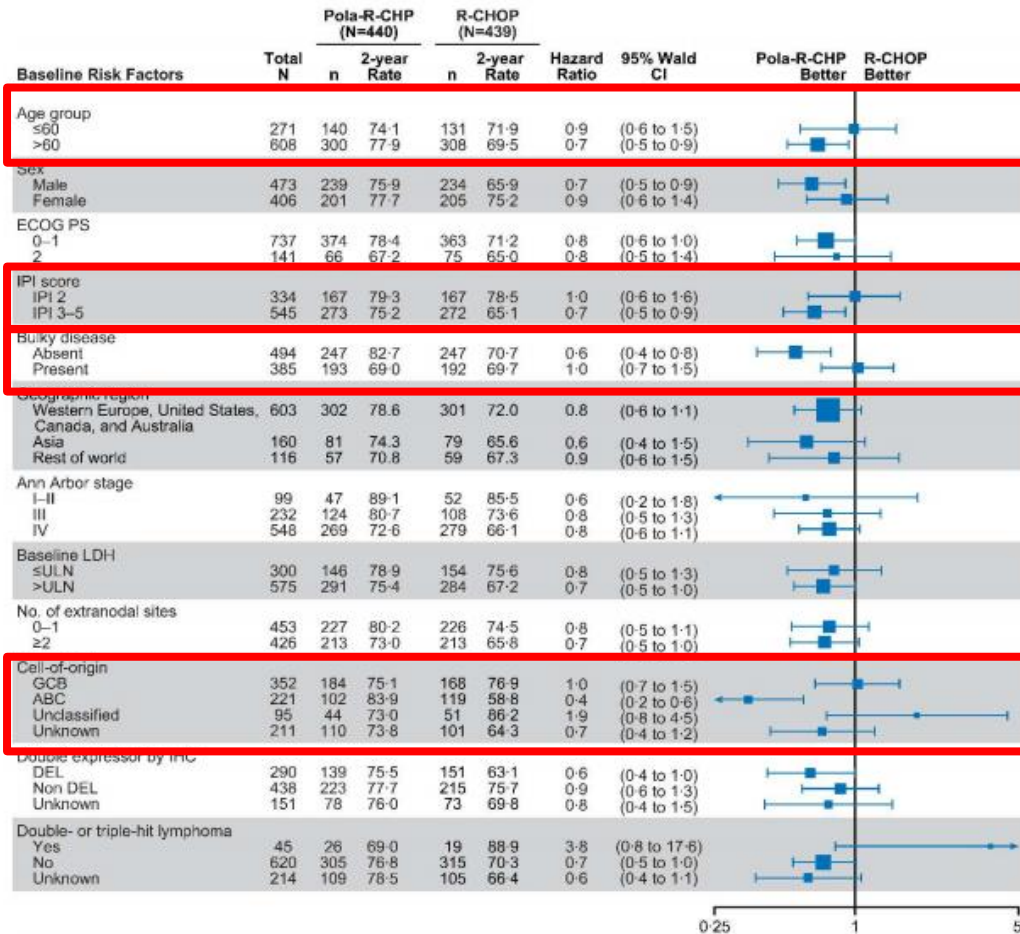 Pola-R-CHP (N=440) R-CHOP (N=439)
Baseline Risk Factors Total N n 2-year Rate n 2-year Rate Hazard Ratio 95% Wald CI Pola-R-CHP Better R-CHOP Better
Age group
≤60 271 140 74·1 131 71·9 0·9 (0·6 to 1·5)
>60 608 300 77·9 308 69·5 0·7 (0·5 to 0·9)
Sex
Male 473 239 75·9 234 65·9 0·7 (0·5 to 0·9)
Female 406 201 77·7 205 75·2 0·9 (0·6 to 1·4)
ECOG PS
0–1 737 374 78·4 363 71·2 0·8 (0·6 to 1·0)
2 141 66 67·2 75 65·0 0·8 (0·5 to 1·4)
IPI score
IPI 2 334 167 79·3 167 78·5 1·0 (0·6 to 1·6)
IPI 3–5 545 273 75·2 272 65·1 0·7 (0·5 to 0·9)
Bulky disease
Absent 494 247 82·7 247 70·7 0·6 (0·4 to 0·8)
Present 385 193 69·0 192 69·7 1·0 (0·7 to 1·5)
Geographic region
Western Europe, United States, 603 302 78·6 301 72·0 0·8 (0·6 to 1·1)
Canada, and Australia
Asia 160 81 74·3 79 65·6 0·6 (0·4 to 1·5)
Rest of world 116 57 70·8 59 67·3 0·9 (0·6 to 1·5)
Ann Arbor stage
I–II 99 47 89·1 52 85·5 0·6 (0·2 to 1·8)
III 232 124 80·7 108 73·6 0·8 (0·5 to 1·3)
IV 548 269 72·6 279 66·1 0·8 (0·6 to 1·1)
Baseline LDH
≤ULN 300 146 78·9 154 75·6 0·8 (0·5 to 1·3)
>ULN 575 291 75·4 284 67·2 0·7 (0·5 to 1·0)
No. of extranodal sites
0–1 453 227 80·2 226 74·5 0·8 (0·5 to 1·1)
≥2 426 213 73·0 213 65·8 0·7 (0·5 to 1·0)
Cell-of-origin
GCB 352 184 75·1 168 76·9 1·0 (0·7 to 1·5)
ABC 221 102 83·9 119 58·8 0·4 (0·2 to 0·6)
Unclassified 95 44 73·0 51 86·2 1·9 (0·8 to 4·5)
Unknown 211 110 73·8 101 64·3 0·7 (0·4 to 1·2)
Double expressor by IHC
DEL 290 139 75·5 151 63·1 0·6 (0·4 to 1·0)
Non DEL 438 223 77·7 215 75·7 0·9 (0·6 to 1·3)
Unknown 151 78 76·0 73 69·8 0·8 (0·4 to 1·5)
Double- or triple-hit lymphoma
Yes 45 26 69·0 19 88·9 3·8 (0·8 to 17·6)
No 620 305 76·8 315 70·3 0·7 (0·5 to 1·0)
Unknown 214 109 78·5 105 66·4 0·6 (0·4 to 1·1)
0·25 1 5